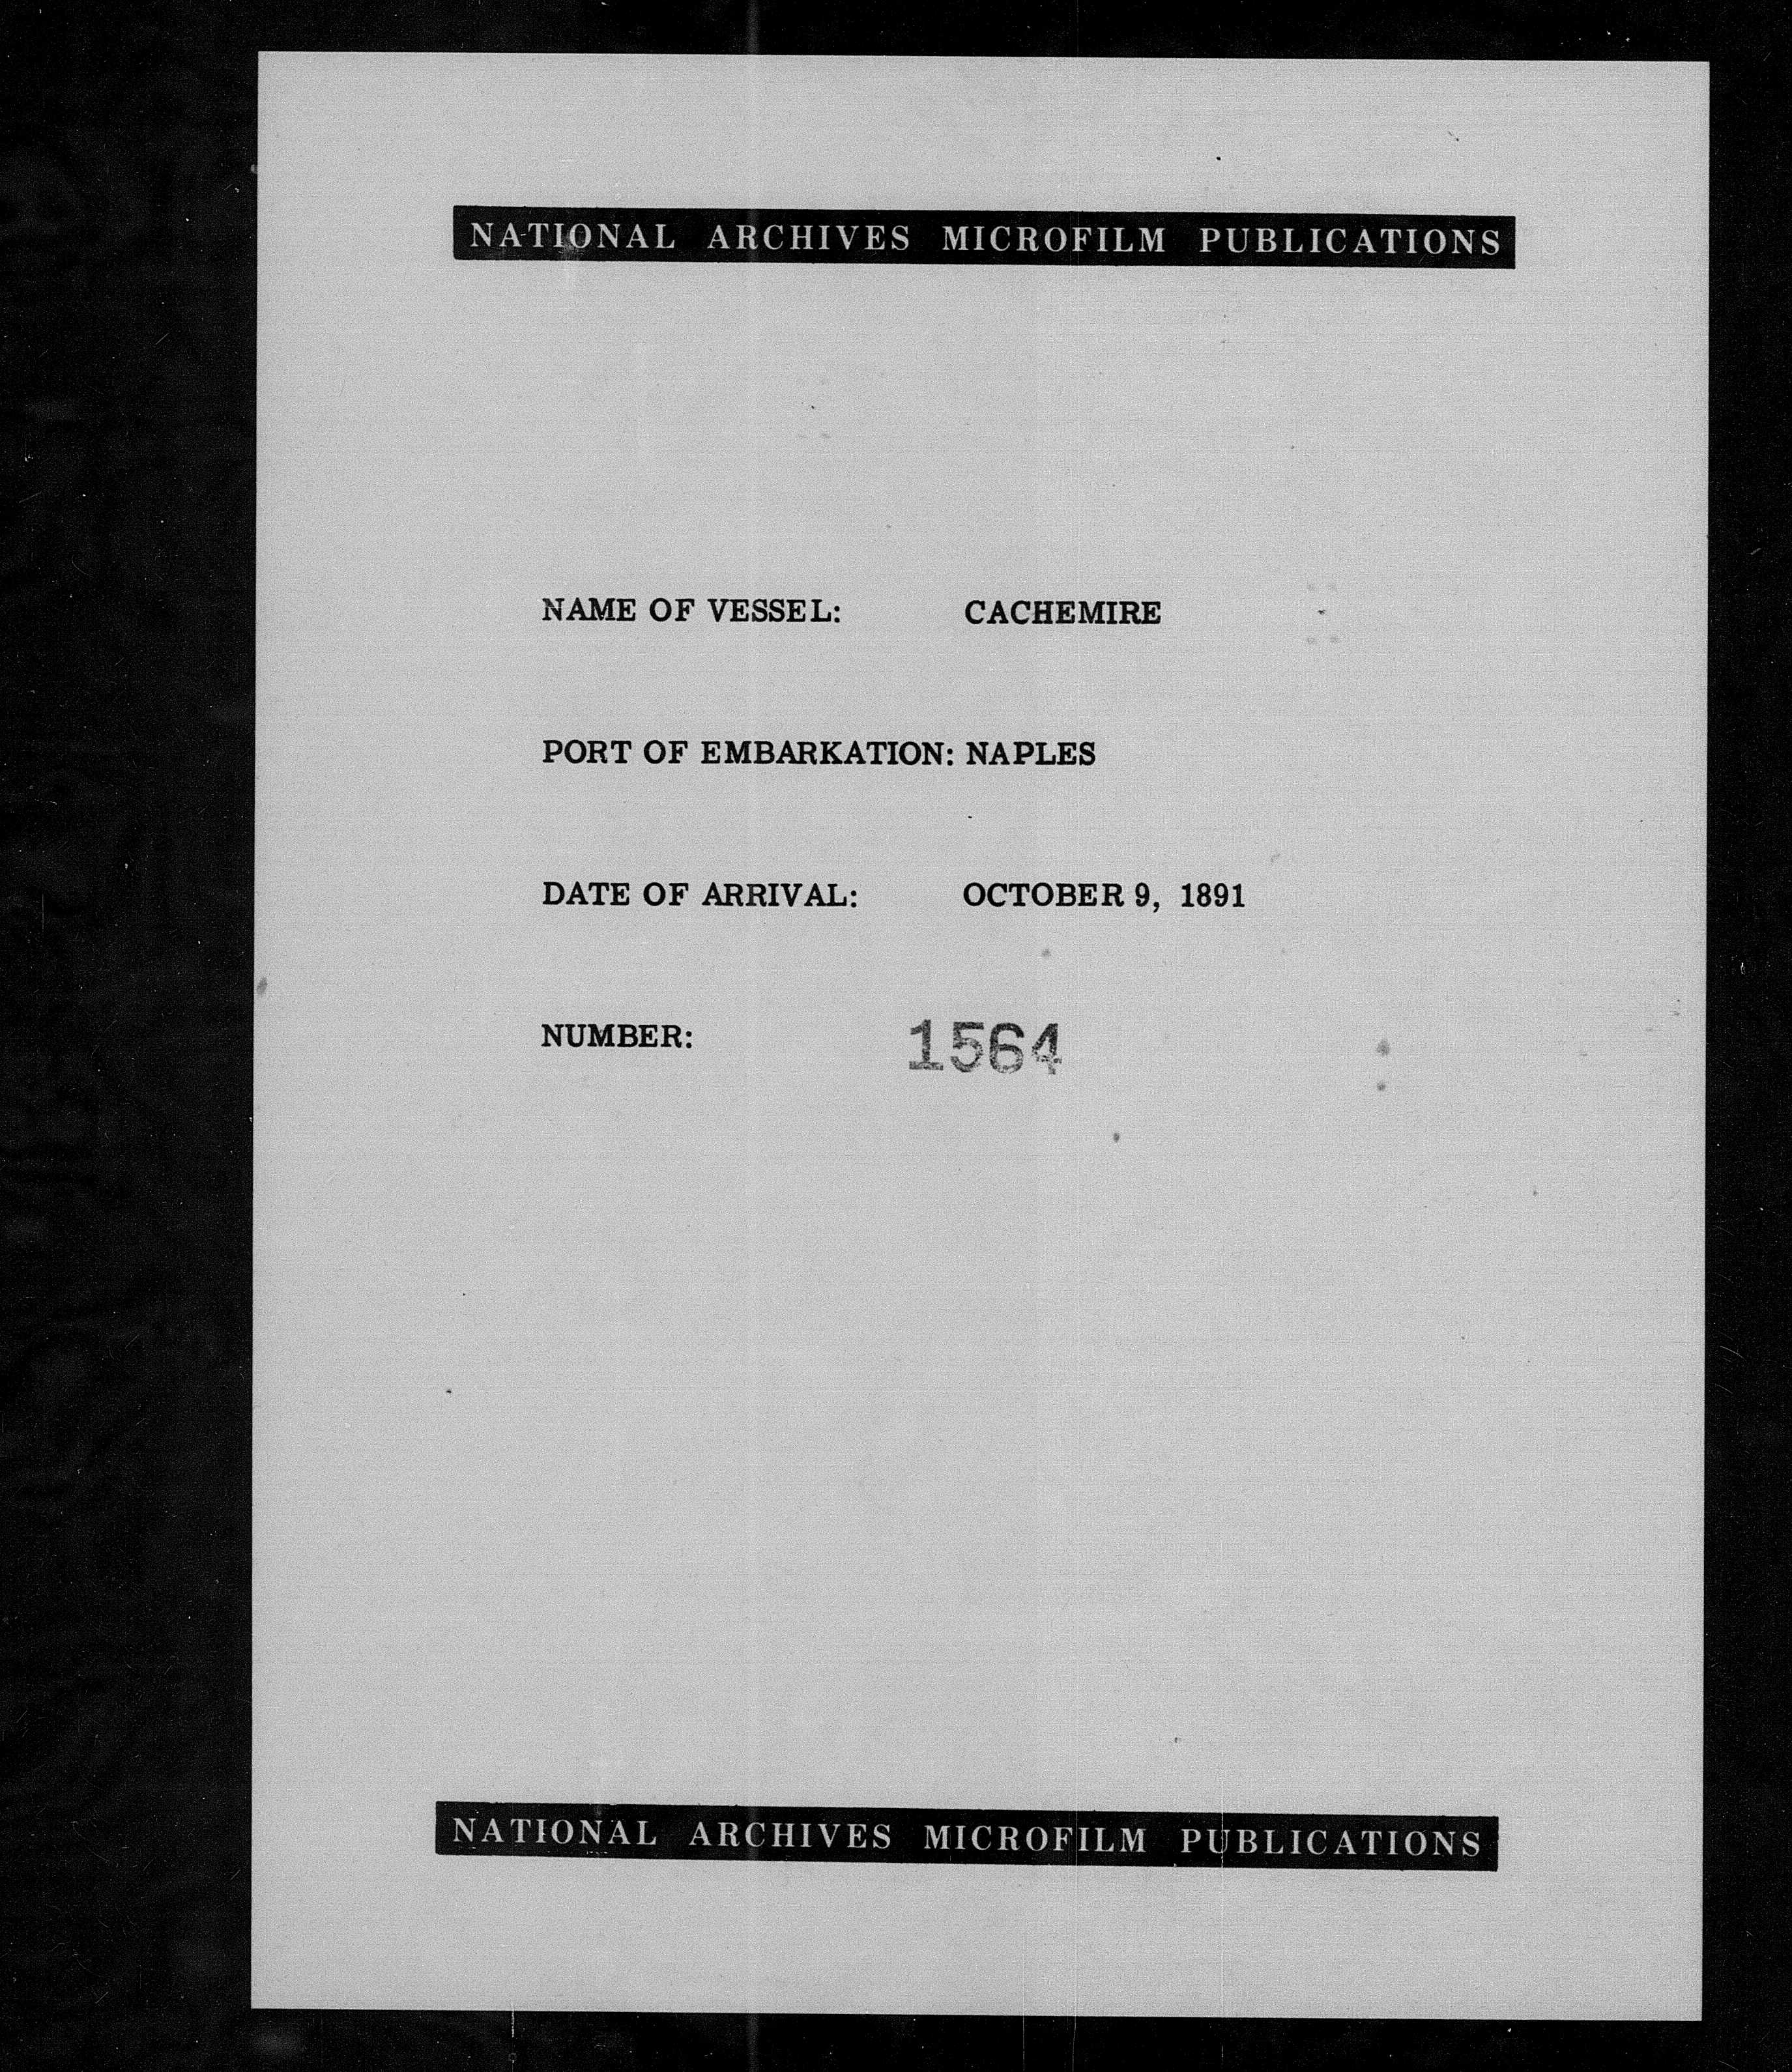 NATIONAL ARCHIVES MICROFILM PUBLICATIONS
NAME OF VESSEL: CACHEMIRE
PORT OF EMBARKATION: NAPLES
DATE OF ARRIVAL: OCTOBER 9, 1891
NUMBER: 1564
NATIONAL ARCHIVES MICROFILM PUBLICATIONS